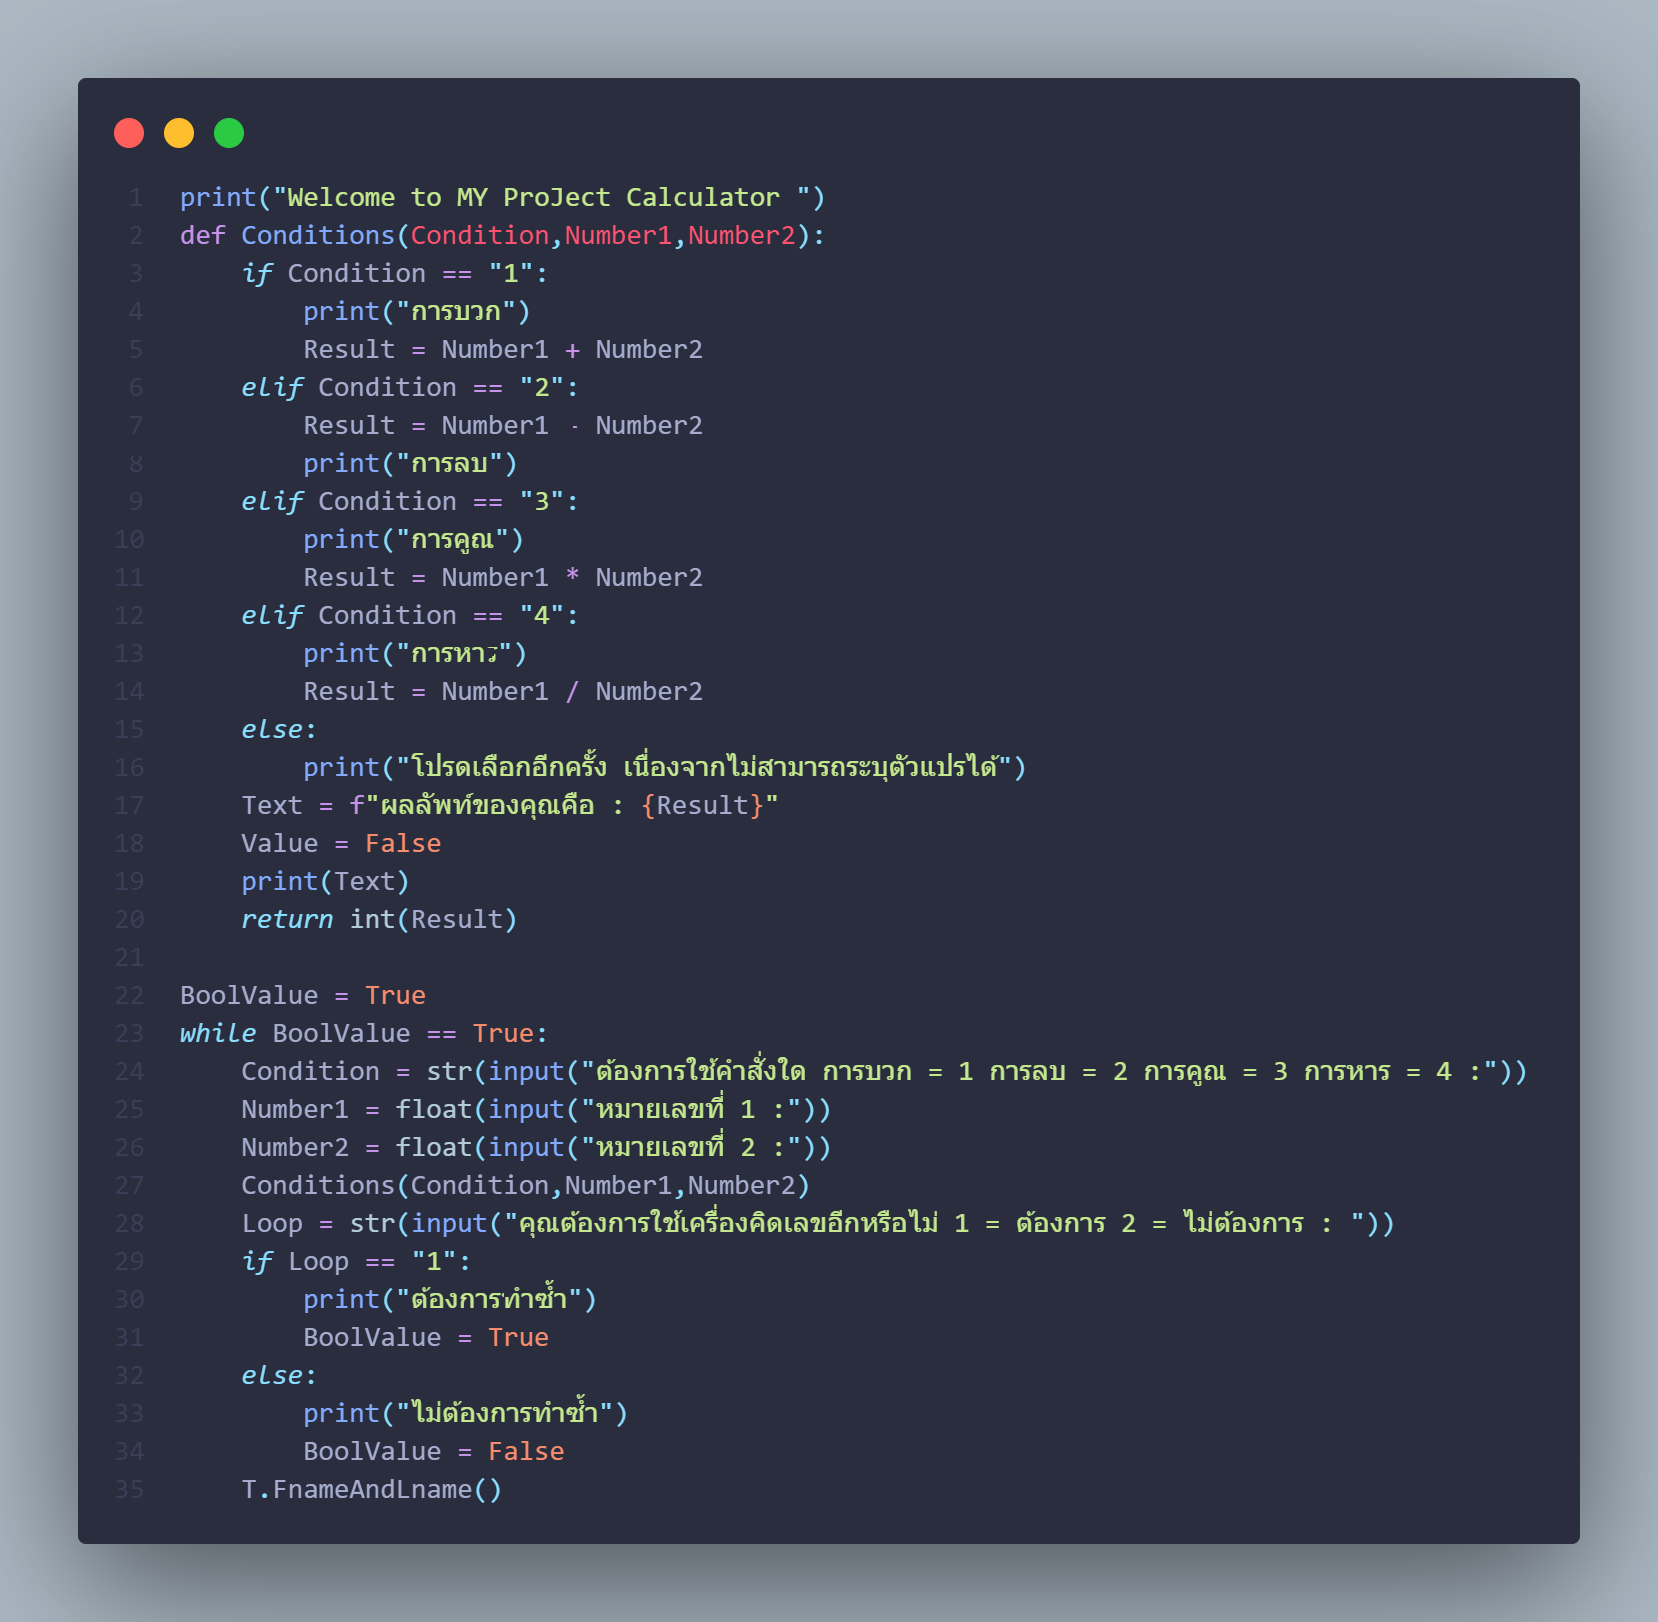 1 print("Welcome to MY ProJect Calculator ")
2 def Conditions(Condition,Number1,Number2):
3     if Condition == "1":
4         print("การบวก")
5         Result = Number1 + Number2
6     elif Condition == "2":
7         Result = Number1 - Number2
8         print("การลบ")
9     elif Condition == "3":
10         print("การคูณ")
11         Result = Number1 * Number2
12     elif Condition == "4":
13         print("การหาร")
14         Result = Number1 / Number2
15     else:
16         print("โปรดเลือกอีกครั้ง เนื่องจากไม่สามารถระบุตัวแปรได้")
17     Text = f"ผลลัพท์ของคุณคือ : {Result}"
18     Value = False
19     print(Text)
20     return int(Result)
21
22 BoolValue = True
23 while BoolValue == True:
24     Condition = str(input("ต้องการใช้คำสั่งใด การบวก = 1 การลบ = 2 การคูณ = 3 การหาร = 4 :"))
25     Number1 = float(input("หมายเลขที่ 1 :"))
26     Number2 = float(input("หมายเลขที่ 2 :"))
27     Conditions(Condition,Number1,Number2)
28     Loop = str(input("คุณต้องการใช้เครื่องคิดเลขอีกหรือไม่ 1 = ต้องการ 2 = ไม่ต้องการ : "))
29     if Loop == "1":
30         print("ต้องการทำซ้ำ")
31         BoolValue = True
32     else:
33         print("ไม่ต้องการทำซ้ำ")
34         BoolValue = False
35     T.FnameAndLname()